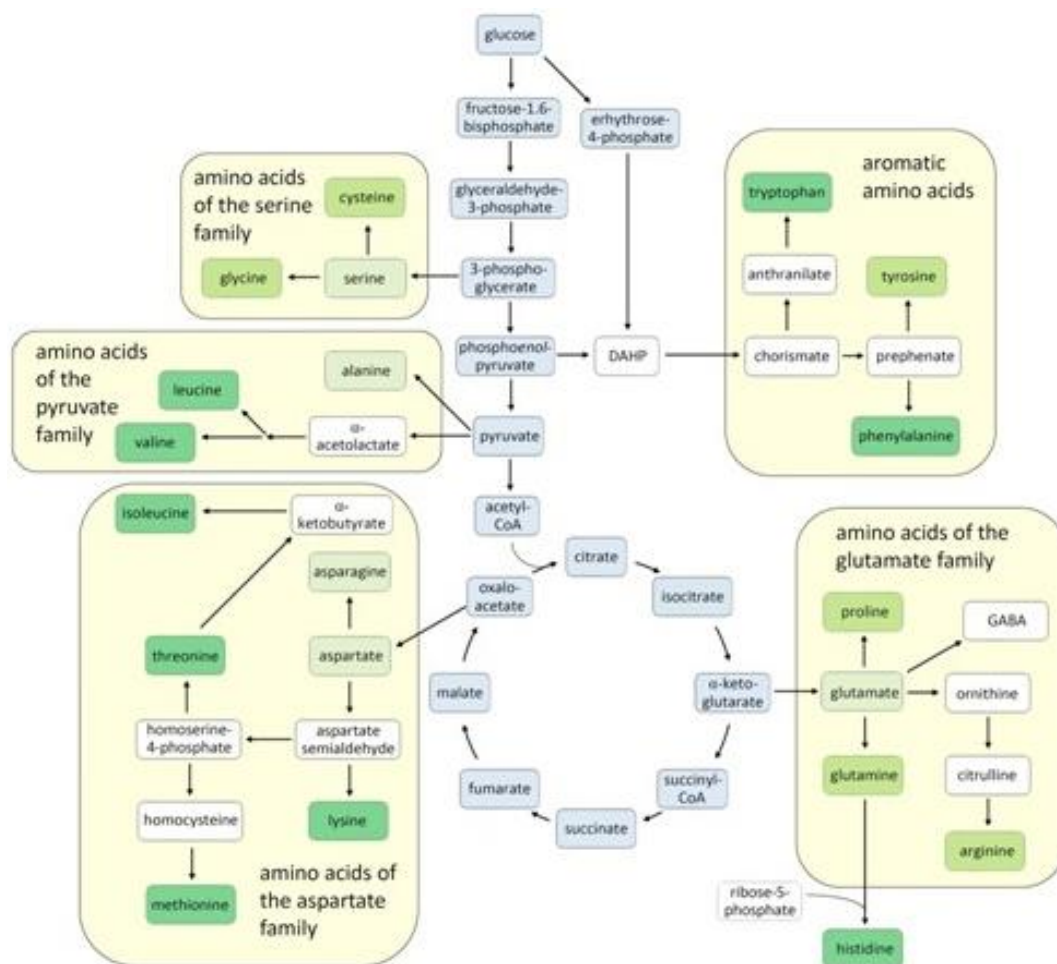 glucose
fructose-1.6-
bisphosphate
erhythrose-
4-phosphate
glyceraldehyde-
3-phosphate
3-phospho-
glycerate
phosphoenol-
pyruvate
DAHP
pyruvate
acetyl-
CoA
amino acids
of the serine
family
cysteine
glycine
serine
aromatic
amino acids
tryptophan
anthranilate
tyrosine
chorismate
prephenate
phenylalanine
amino acids
of the
pyruvate
family
alanine
leucine
valine
α-
acetolactate
isoleucine
α-
ketobutyrate
asparagine
threonine
aspartate
homoserine-
4-phosphate
aspartate
semialdehyde
homocysteine
lysine
methionine
amino acids of
the aspartate
family
citrate
oxalo-
acetate
isocitrate
malate
α-keto-
glutarate
fumarate
succinyl-
CoA
succinate
amino acids of the
glutamate family
proline
GABA
glutamate
ornithine
glutamine
citrulline
arginine
ribose-5-
phosphate
histidine